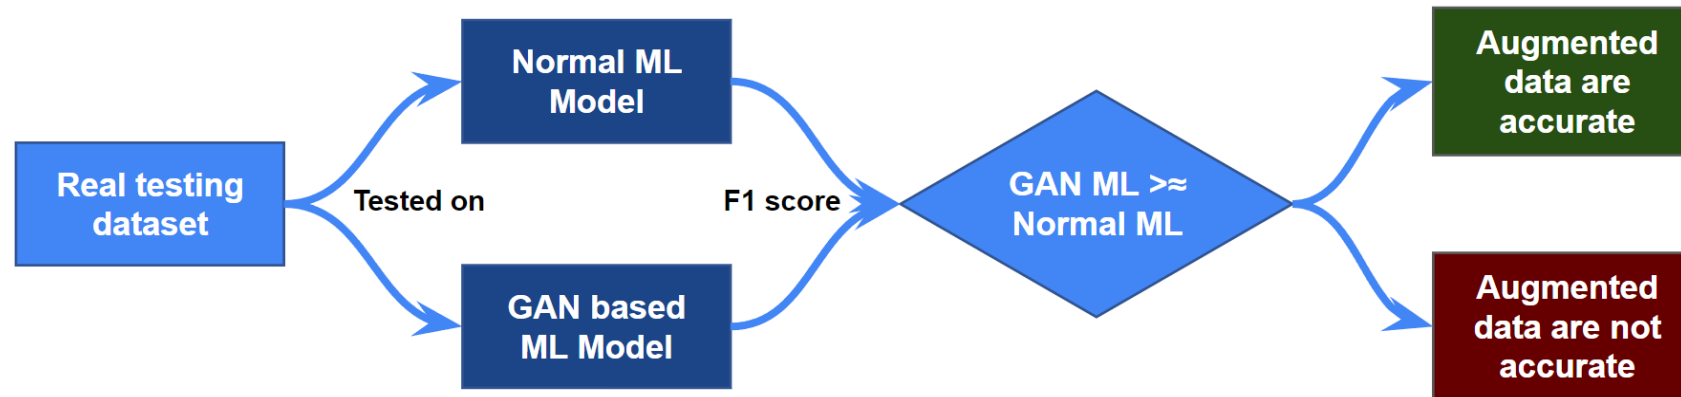 Real testing
dataset
Tested on
Normal ML
Model
GAN based
ML Model
F1 score
GAN ML >≈
Normal ML
Augmented
data are
accurate
Augmented
data are not
accurate